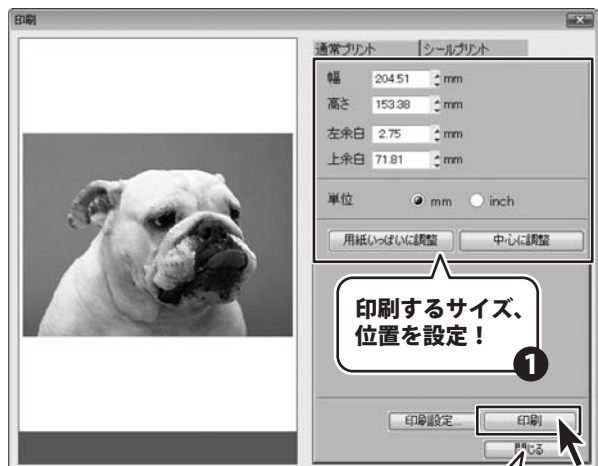 印刷
通常プリント シールプリント
幅 204.51 mm
高さ 153.38 mm
左余白 2.75 mm
上余白 71.81 mm
単位 mm inch
用紙いっぱいに調整 中心に調整
印刷するサイズ、
位置を設定！
1
印刷設定... 印刷
閉じる